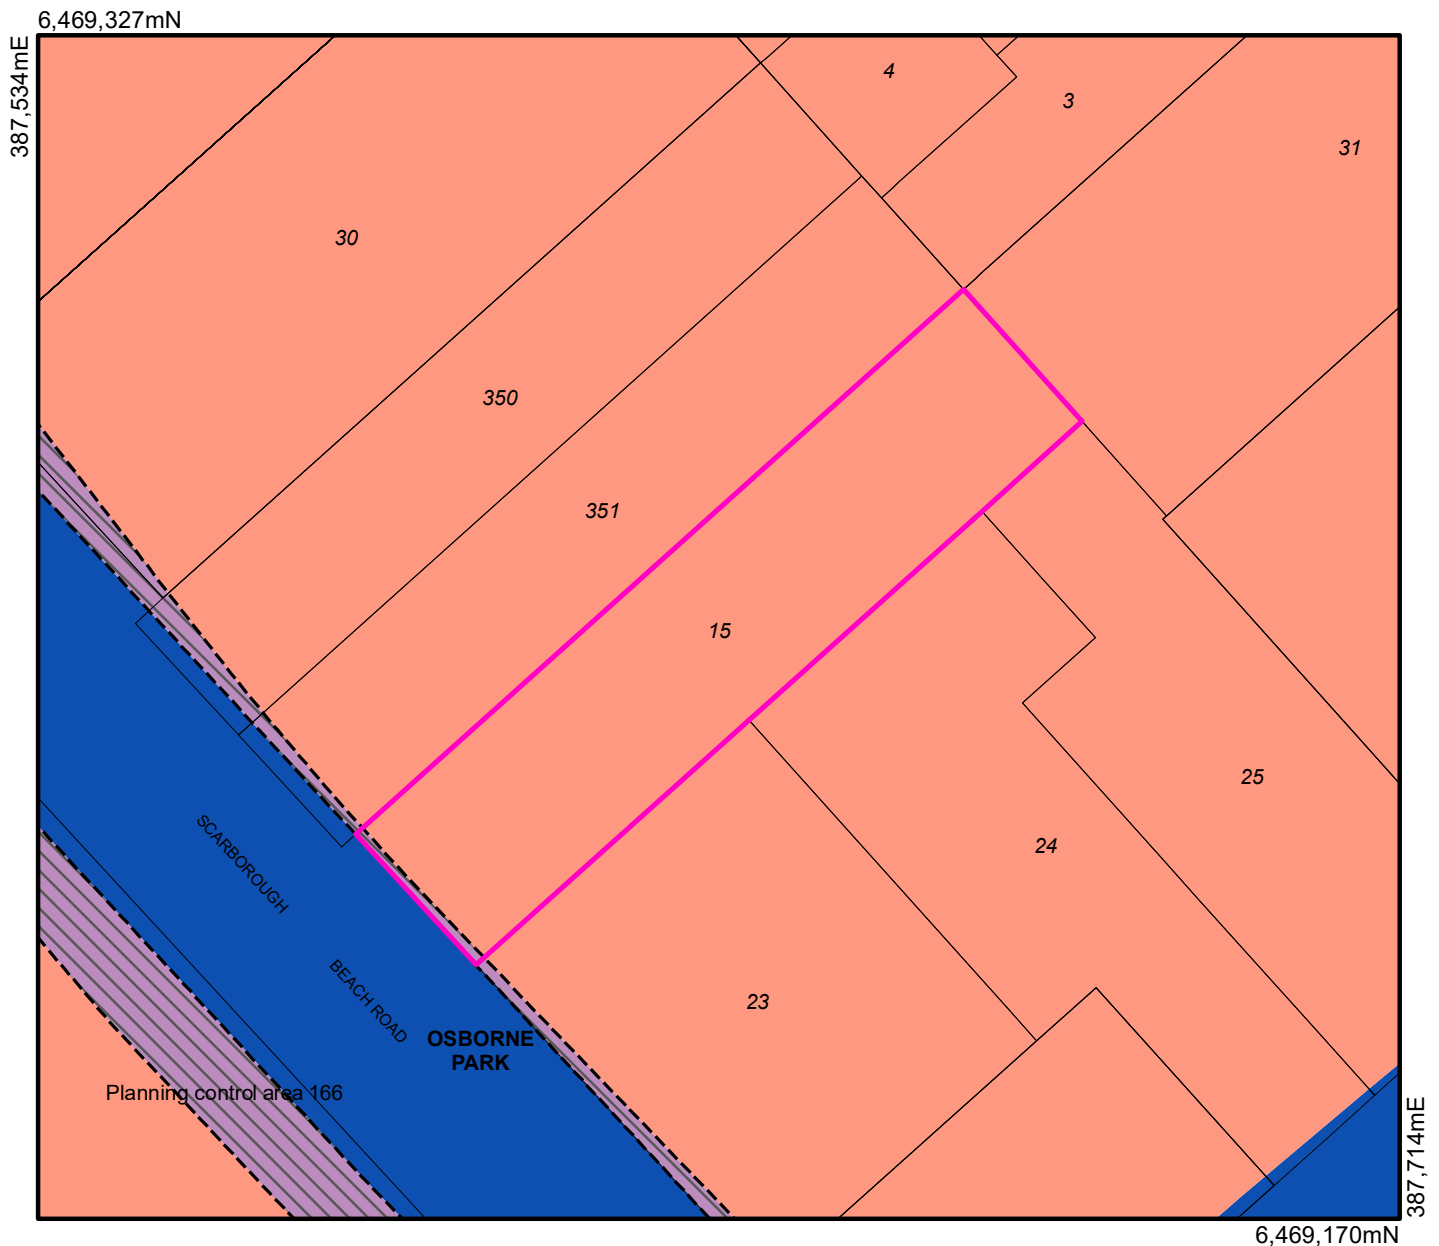 6,469,327mN
387,534mE
4
3
31
30
350
351
15
25
24
23
SCARBOROUGH
BEACH ROAD
OSBORNE
PARK
Planning control area 166
387,714mE
6,469,170mN